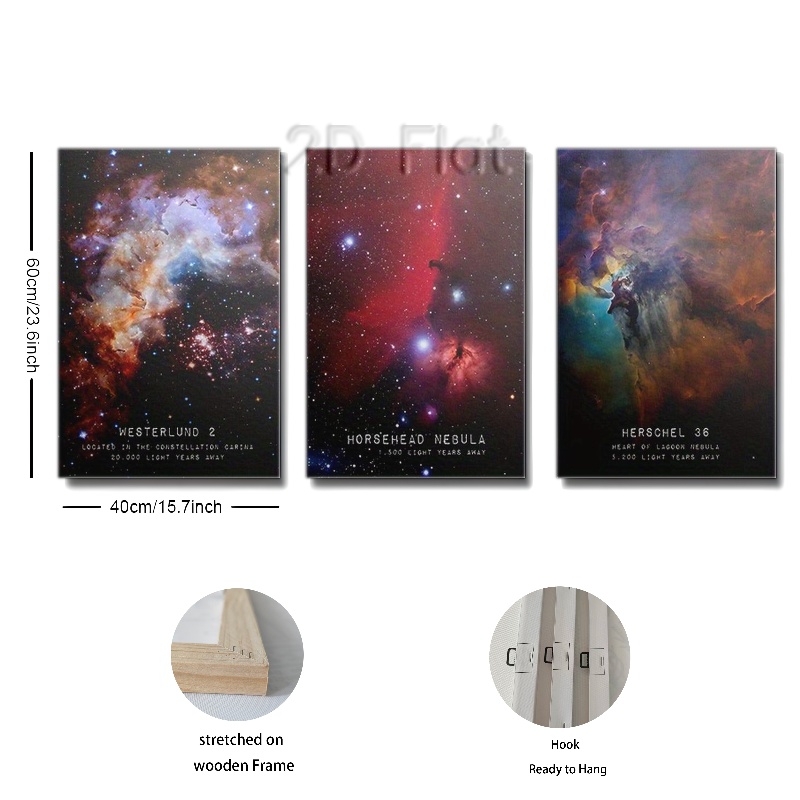 2D Flat
60cm/23.6inch
WESTERLUND 2
LOCATED IN THE CONSTELLATION CARINA
20.000 LIGHT YEARS AWAY
HORSEHEAD NEBULA
1.500 LIGHT YEARS AWAY
HERSCHEL 36
HEART OF LAGOON NEBULA
5.200 LIGHT YEARS AWAY
40cm/15.7inch
stretched on
wooden Frame
Hook
Ready to Hang